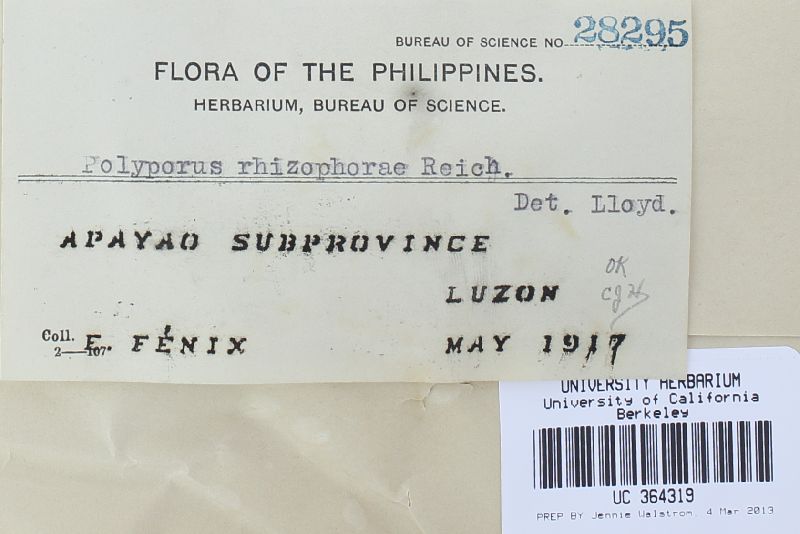 BUREAU OF SCIENCE NO. 28295
FLORA OF THE PHILIPPINES.
HERBARIUM, BUREAU OF SCIENCE.
Polyporus rhizophorae Reich.
Det. Lloyd.
APAYAO SUBPROVINCE
LUZON
OK
Coll. E. FÉNIX MAY 1917
2—107.
UNIVERSITY HERBARIUM
University of California
Berkeley
UC 364319
PREP BY Jennie Walstrom, 4 Mar 2013